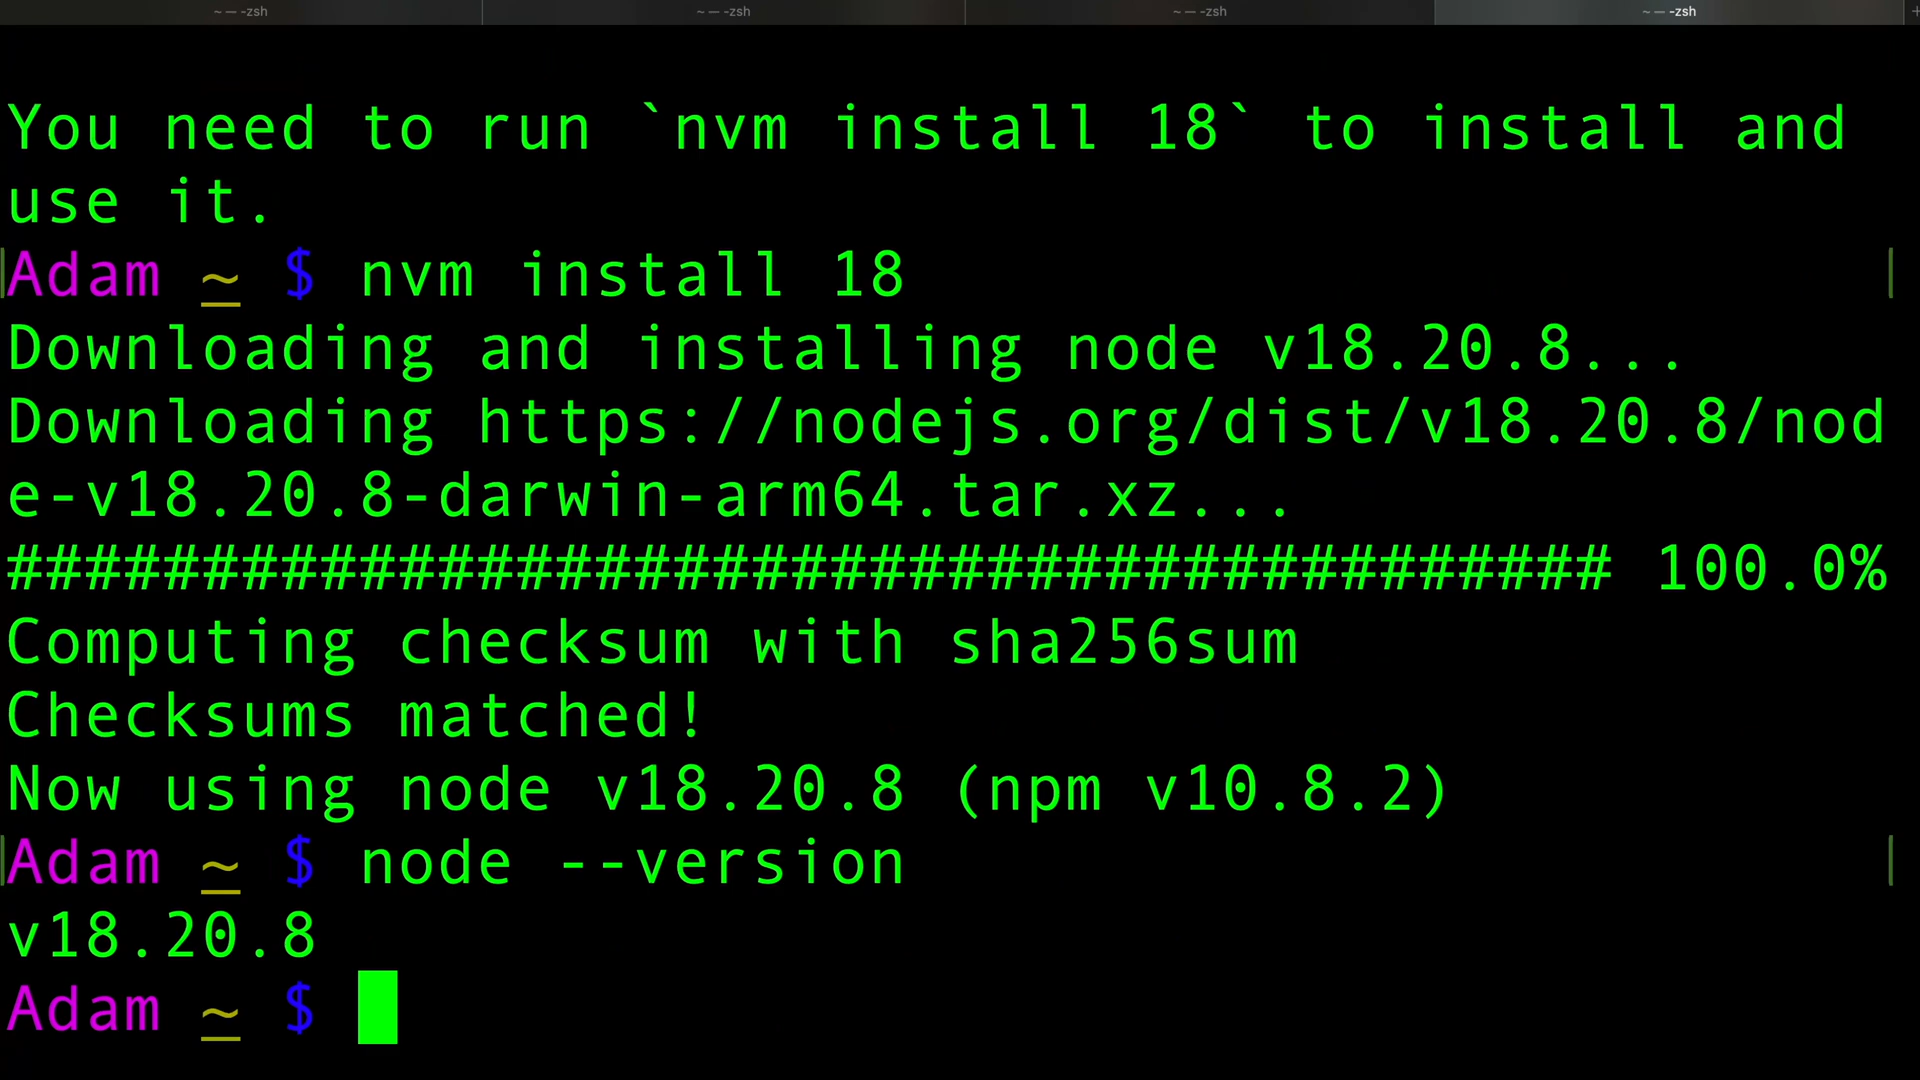 ~ — -zsh ~ — -zsh ~ — -zsh ~ — -zsh +
You need to run `nvm install 18` to install and
use it.
Adam ~ $ nvm install 18
Downloading and installing node v18.20.8...
Downloading https://nodejs.org/dist/v18.20.8/nod
e-v18.20.8-darwin-arm64.tar.xz...
######################################### 100.0%
Computing checksum with sha256sum
Checksums matched!
Now using node v18.20.8 (npm v10.8.2)
Adam ~ $ node --version
v18.20.8
Adam ~ $